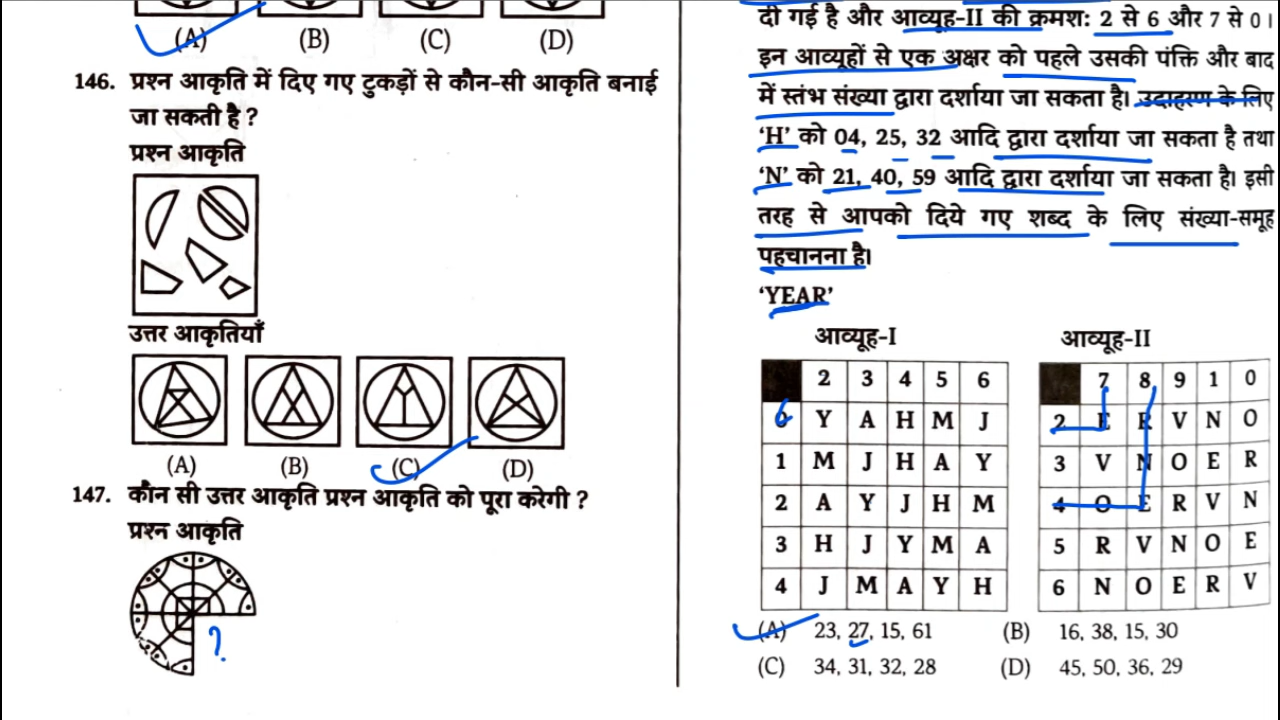 (A) (B) (C) (D)
146. प्रश्न आकृति में दिए गए टुकड़ों से कौन-सी आकृति बनाई
जा सकती है ?
प्रश्न आकृति
उत्तर आकृतियाँ
(A) (B) (C) (D)
147. कौन सी उत्तर आकृति प्रश्न आकृति को पूरा करेगी ?
प्रश्न आकृति
?
दी गई है और आव्यूह-II की क्रमश: 2 से 6 और 7 से 0।
इन आव्यूहों से एक अक्षर को पहले उसकी पंक्ति और बाद
में स्तंभ संख्या द्वारा दर्शाया जा सकता है। उदाहरण के लिए
‘H’ को 04, 25, 32 आदि द्वारा दर्शाया जा सकता है तथा
‘N’ को 21, 40, 59 आदि द्वारा दर्शाया जा सकता है। इसी
तरह से आपको दिये गए शब्द के लिए संख्या-समूह
पहचानना है।
‘YEAR’
आव्यूह-I
2 3 4 5 6
0 Y A H M J
1 M J H A Y
2 A Y J H M
3 H J Y M A
4 J M A Y H
आव्यूह-II
7 8 9 1 0
2 E R V N O
3 V N O E R
4 O E R V N
5 R V N O E
6 N O E R V
(A) 23, 27, 15, 61 (B) 16, 38, 15, 30
(C) 34, 31, 32, 28 (D) 45, 50, 36, 29